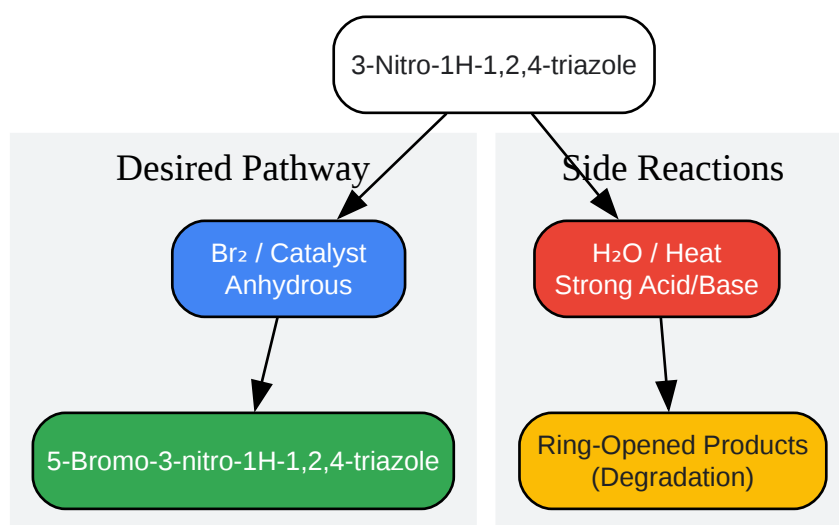 3-Nitro-1H-1,2,4-triazole
Desired Pathway
Side Reactions
Br₂ / Catalyst
Anhydrous
H₂O / Heat
Strong Acid/Base
5-Bromo-3-nitro-1H-1,2,4-triazole
Ring-Opened Products
(Degradation)